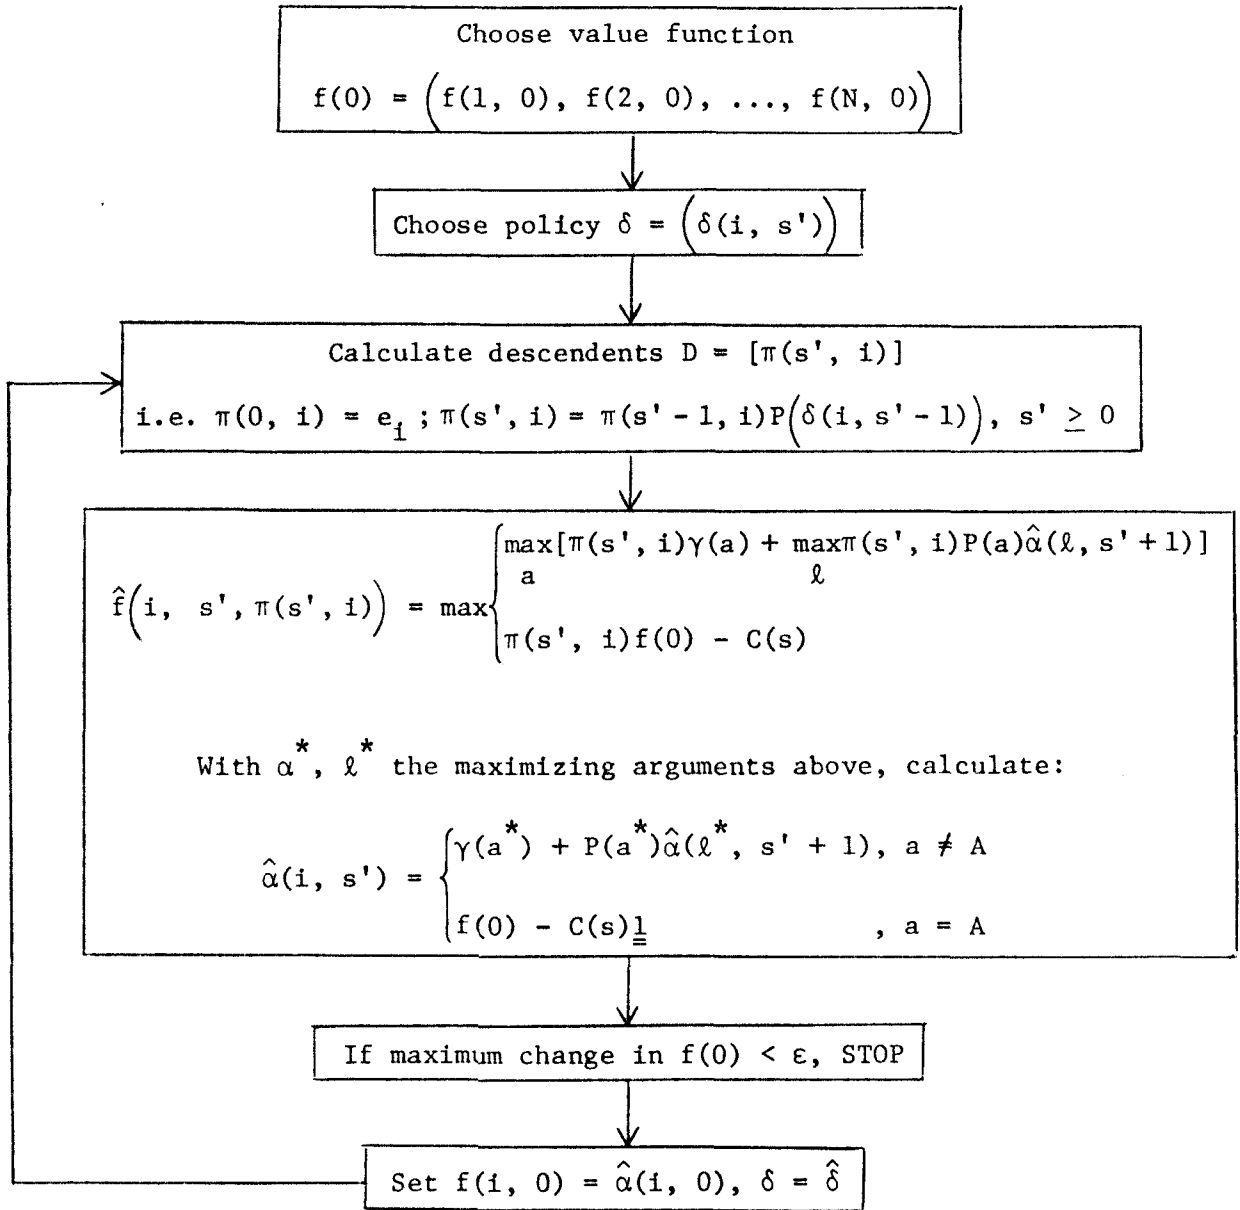 Choose value function
f(0) = (f(1, 0), f(2, 0), ..., f(N, 0))
Choose policy δ = (δ(i, s'))
Calculate descendents D = [π(s', i)]
i.e. π(0, i) = e_i ; π(s', i) = π(s' - 1, i)P(δ(i, s' - 1)), s' ≥ 0
max[π(s', i)γ(a) + maxπ(s', i)P(a)α̂(ℓ, s' + 1)]
a ℓ
f̂(i, s', π(s', i)) = max{
π(s', i)f(0) - C(s)
With α*, ℓ* the maximizing arguments above, calculate:
γ(a*) + P(a*)α̂(ℓ*, s' + 1), a ≠ A
α̂(i, s') = {
f(0) - C(s)1̳ , a = A
If maximum change in f(0) < ε, STOP
Set f(i, 0) = α̂(i, 0), δ = δ̂